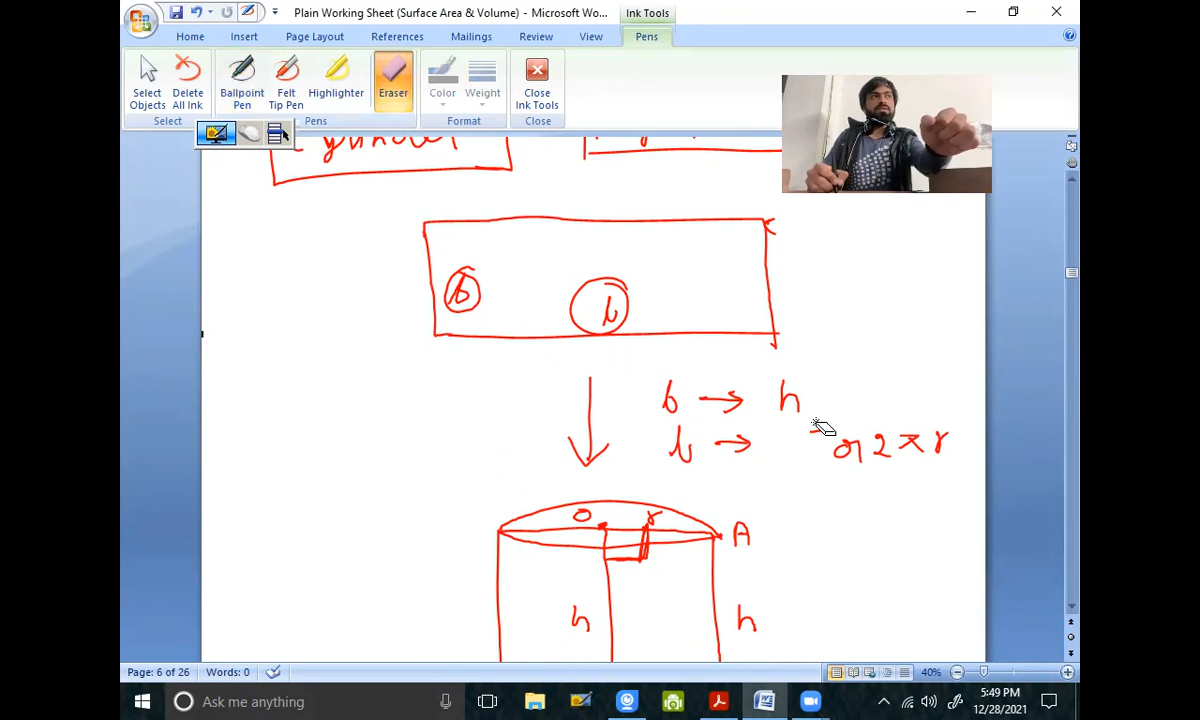 Plain Working Sheet (Surface Area & Volume) - Microsoft Wo...
Ink Tools
Home Insert Page Layout References Mailings Review View Pens
Select Objects
Delete All Ink
Ballpoint Pen
Felt Tip Pen
Highlighter
Eraser
Color
Weight
Close Ink Tools
Select
Pens
Format
Close
b
l
b → h
l → or 2πr
O r A
h h
Page: 6 of 26 Words: 0 40%
Ask me anything
5:49 PM
12/28/2021